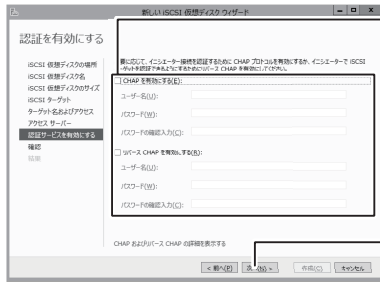 新しい iSCSI 仮想ディスク ウィザード
認証を有効にする
iSCSI 仮想ディスクの場所
iSCSI 仮想ディスク名
iSCSI 仮想ディスクのサイズ
iSCSI ターゲット
ターゲット名およびアクセス
アクセス サーバー
認証サービスを有効にする
確認
結果
要に応じて、イニシエーター接続を認証するために CHAP プロトコルを有効にするか、イニシエーターで iSCSI
ーゲットを認証できるようにするためにリバース CHAP を有効にしてください。
CHAP を有効にする(E):
ユーザー名(U):
パスワード(W):
パスワードの確認入力(C):
リバース CHAP を有効にする(R):
ユーザー名(U):
パスワード(W):
パスワードの確認入力(C):
CHAP およびリバース CHAP の詳細を表示する
< 前へ(P)
次へ(N) >
作成(C)
キャンセル